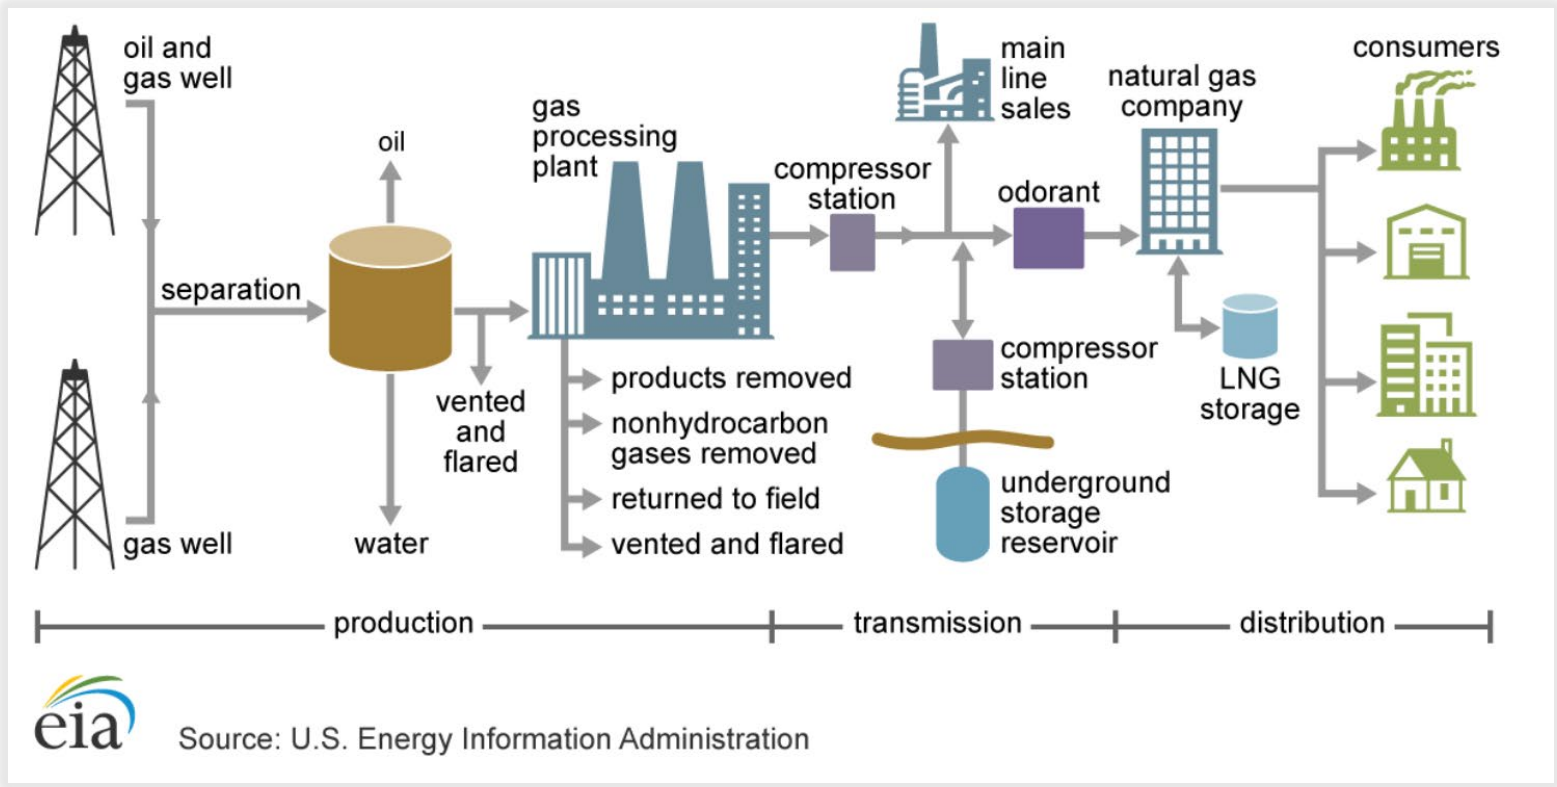 oil and
gas well
oil
separation
gas well
water
vented
and
flared
gas
processing
plant
products removed
nonhydrocarbon
gases removed
returned to field
vented and flared
compressor
station
main
line
sales
odorant
compressor
station
underground
storage
reservoir
natural gas
company
LNG
storage
consumers
production
transmission
distribution
eia
Source: U.S. Energy Information Administration